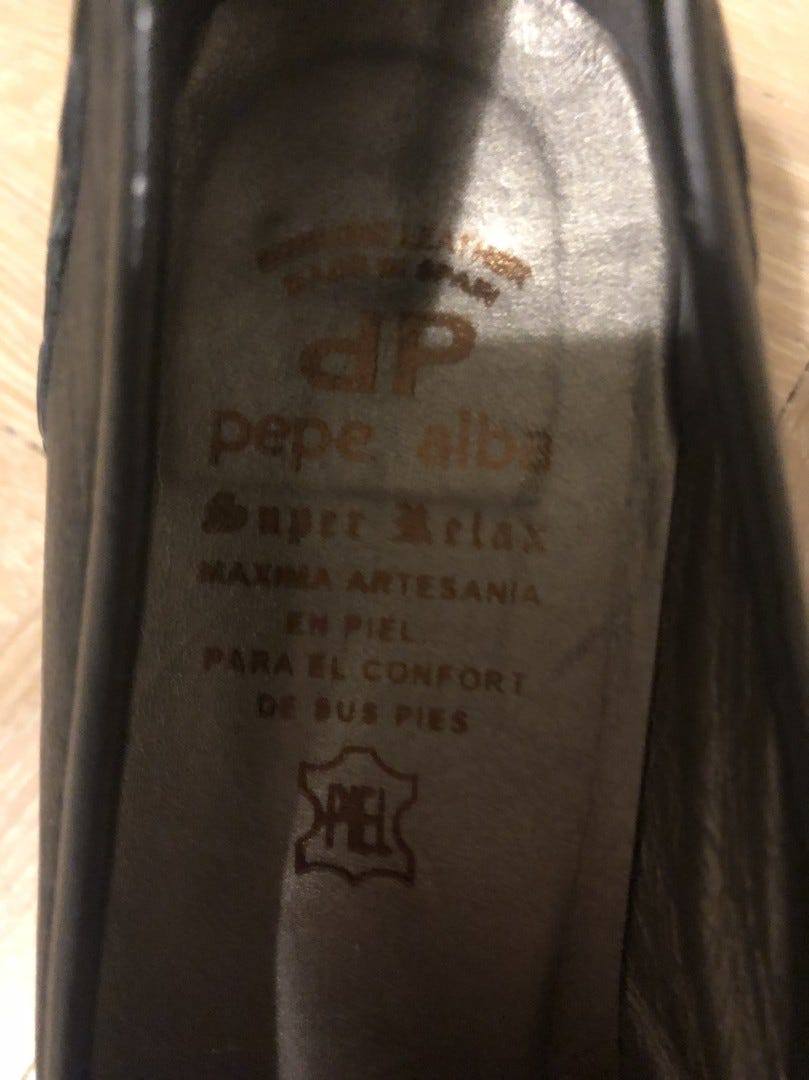 GENUINE LEATHER
MADE IN SPAIN
dP
pepe alba
Super Relax
MAXIMA ARTESANÍA
EN PIEL
PARA EL CONFORT
DE SUS PIES
PIEL